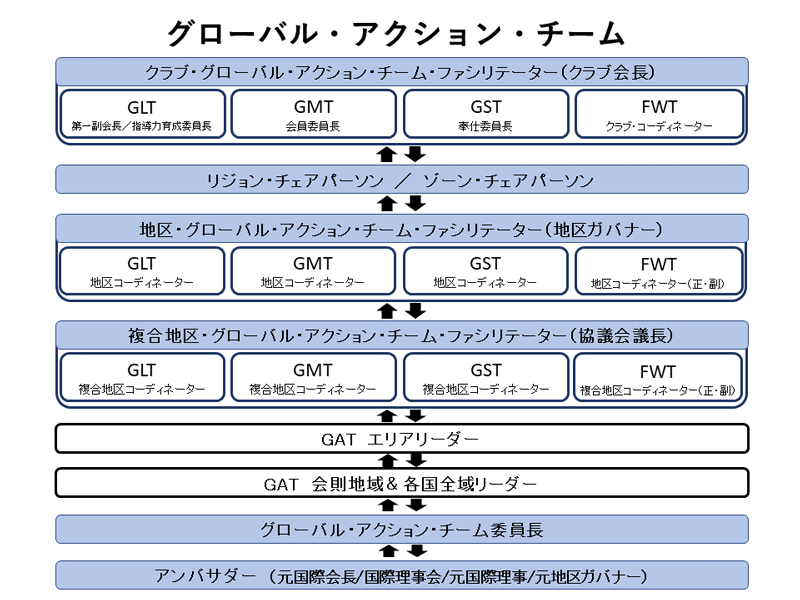 グローバル・アクション・チーム
クラブ・グローバル・アクション・チーム・ファシリテーター(クラブ会長)
GLT
第一副会長/指導力育成委員長
GMT
会員委員長
GST
奉仕委員長
FWT
クラブ・コーディネーター
リジョン・チェアパーソン / ゾーン・チェアパーソン
地区・グローバル・アクション・チーム・ファシリテーター(地区ガバナー)
GLT
地区コーディネーター
GMT
地区コーディネーター
GST
地区コーディネーター
FWT
地区コーディネーター(正・副)
複合地区・グローバル・アクション・チーム・ファシリテーター(協議会議長)
GLT
複合地区コーディネーター
GMT
複合地区コーディネーター
GST
複合地区コーディネーター
FWT
複合地区コーディネーター(正・副)
GAT エリアリーダー
GAT 会則地域&各国全域リーダー
グローバル・アクション・チーム委員長
アンバサダー (元国際会長/国際理事会/元国際理事/元地区ガバナー)